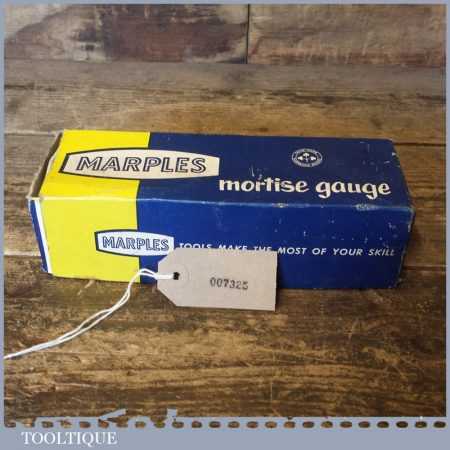 MARPLES
mortise gauge
MARPLES TOOLS MAKE THE MOST OF YOUR SKILL
007325
TOOLTIQUE